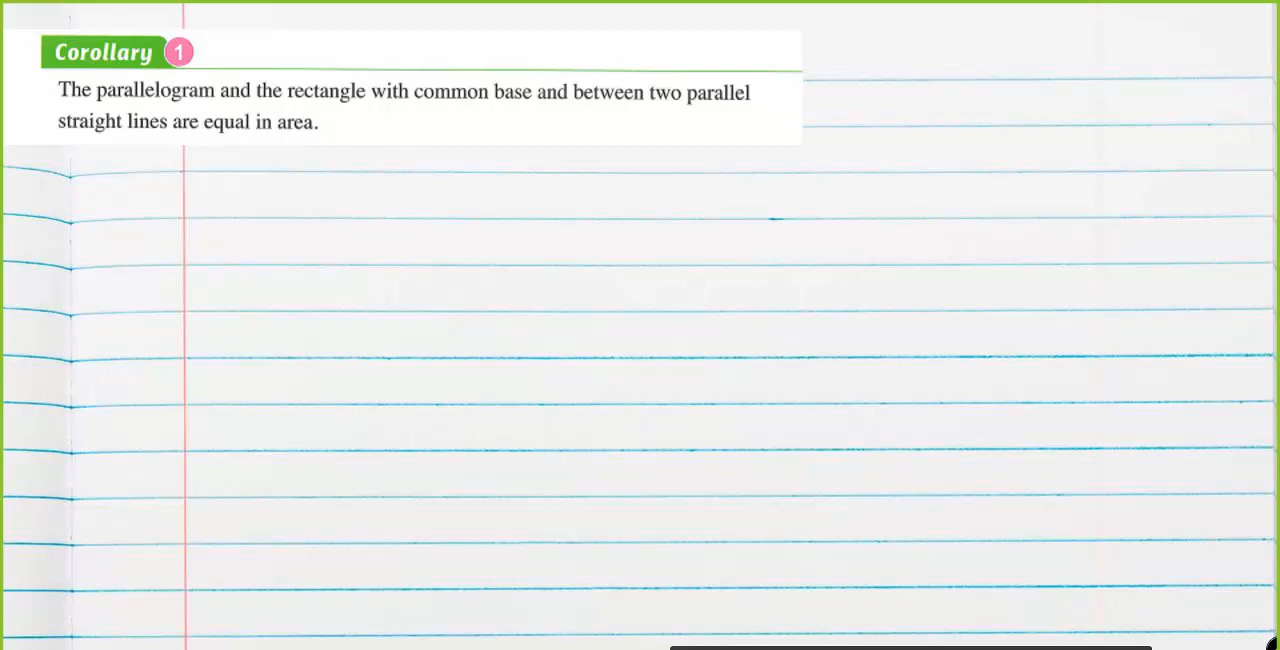 Corollary 1
The parallelogram and the rectangle with common base and between two parallel
straight lines are equal in area.